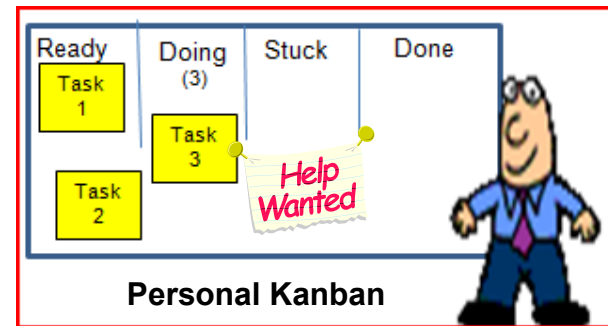 Ready Doing Stuck Done
(3)
Task
1
Task
3
Task
2
Help
Wanted
Personal Kanban